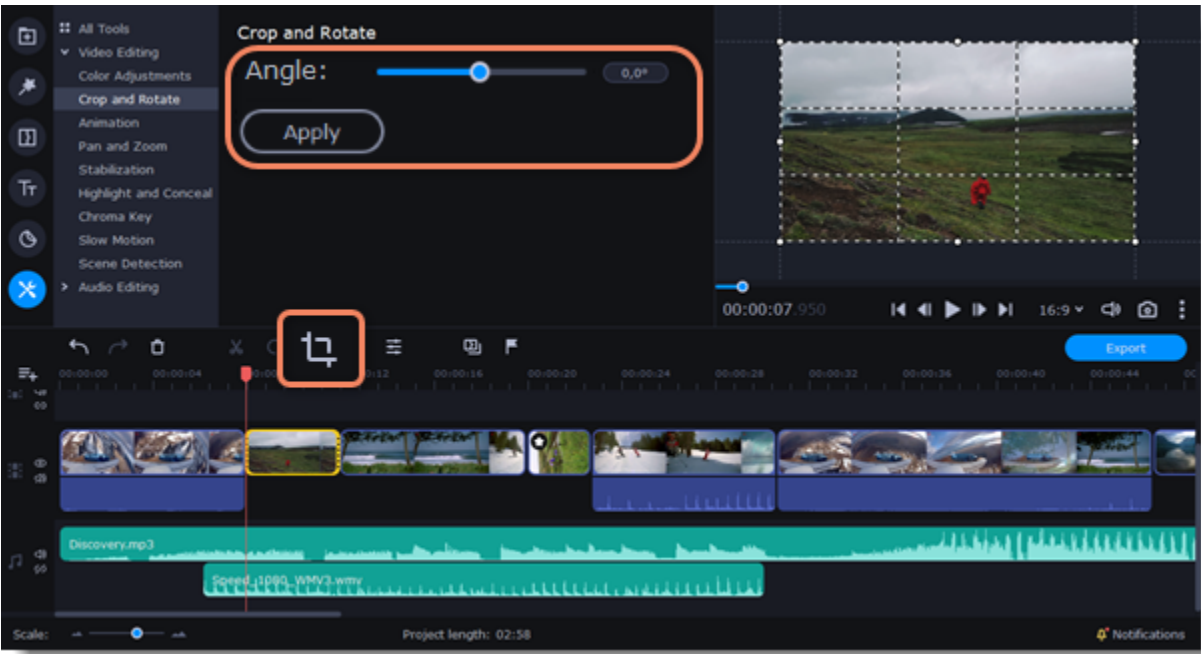 All Tools
Video Editing
Color Adjustments
Crop and Rotate
Animation
Pan and Zoom
Stabilization
Highlight and Conceal
Chroma Key
Slow Motion
Scene Detection
Audio Editing
Crop and Rotate
Angle:
0,0°
Apply
00:00:07.950
16:9
Export
00:00:00
00:00:04
00:00:16
00:00:20
00:00:24
00:00:28
00:00:32
00:00:36
00:00:40
00:00:44
Discovery.mp3
Speed_1080_WMV3.wmv
Scale:
Project length: 02:58
Notifications